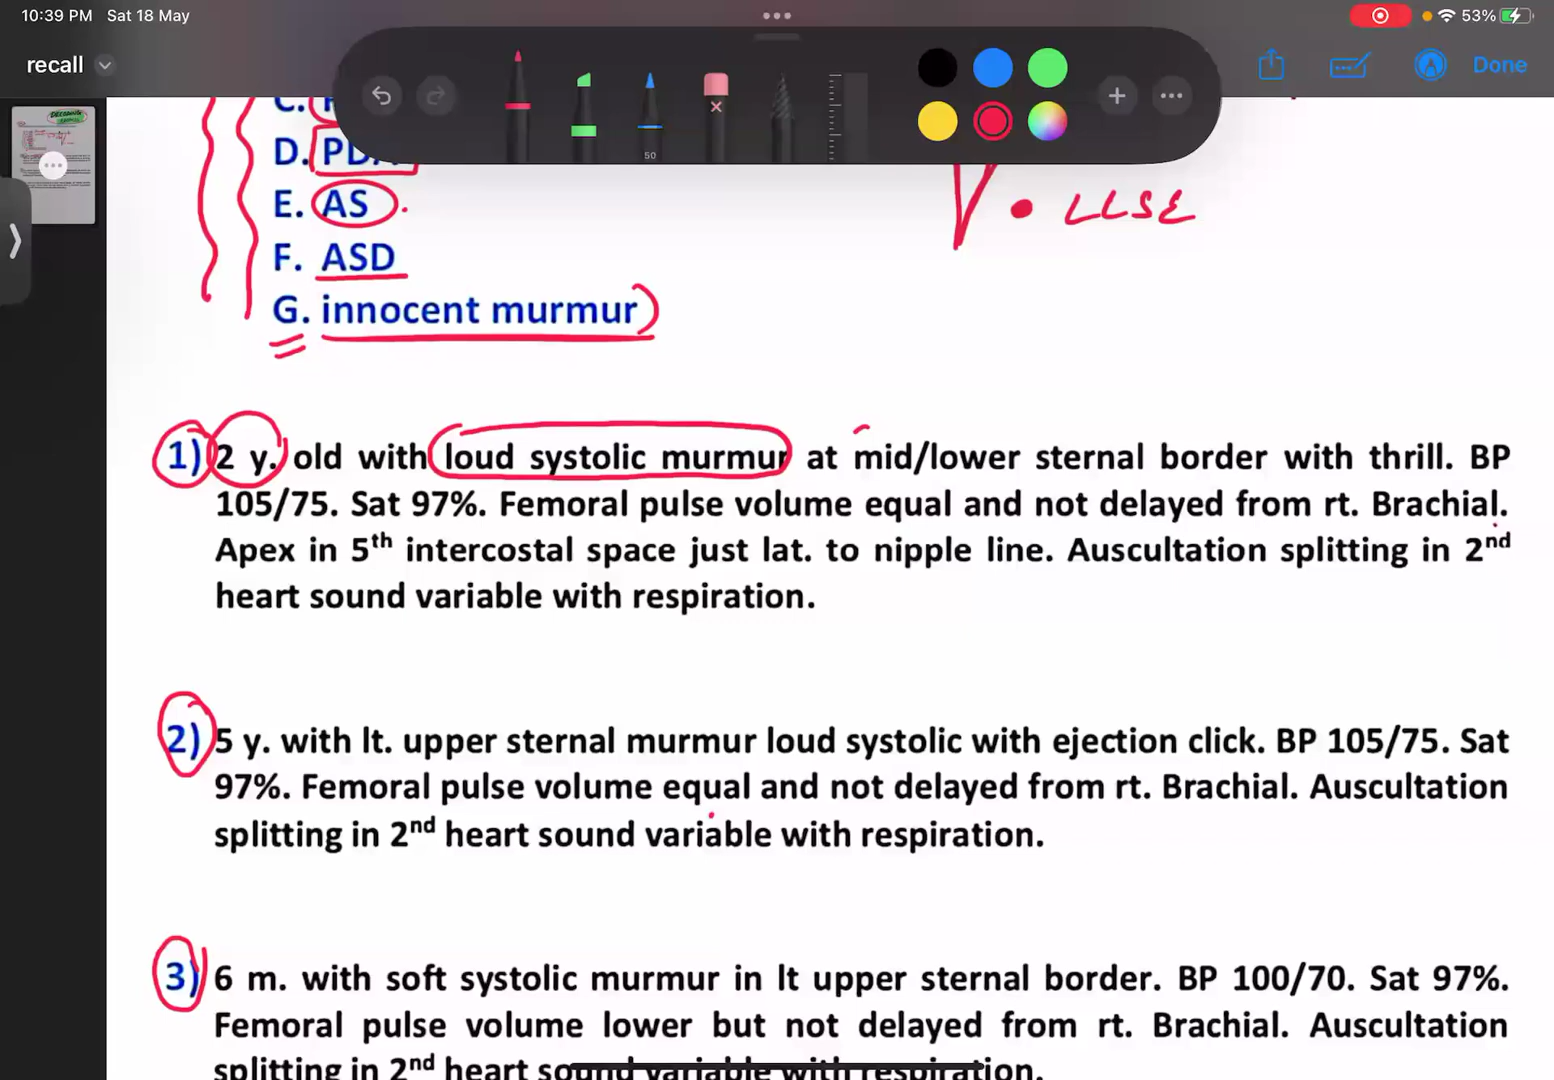 10:39 PM Sat 18 May
53%
recall
Done
50
C.
D. PDA
E. AS
LLSE
F. ASD
G. innocent murmur
1) 2 y. old with loud systolic murmur at mid/lower sternal border with thrill. BP
105/75. Sat 97%. Femoral pulse volume equal and not delayed from rt. Brachial.
Apex in 5th intercostal space just lat. to nipple line. Auscultation splitting in 2nd
heart sound variable with respiration.
2) 5 y. with lt. upper sternal murmur loud systolic with ejection click. BP 105/75. Sat
97%. Femoral pulse volume equal and not delayed from rt. Brachial. Auscultation
splitting in 2nd heart sound variable with respiration.
3) 6 m. with soft systolic murmur in lt upper sternal border. BP 100/70. Sat 97%.
Femoral pulse volume lower but not delayed from rt. Brachial. Auscultation
splitting in 2nd heart sound variable with respiration.